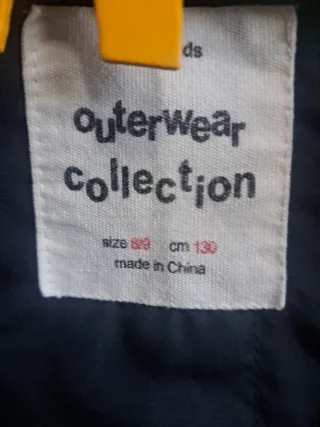 ds
outerwear
collection
size 8/9 cm 130
made in China